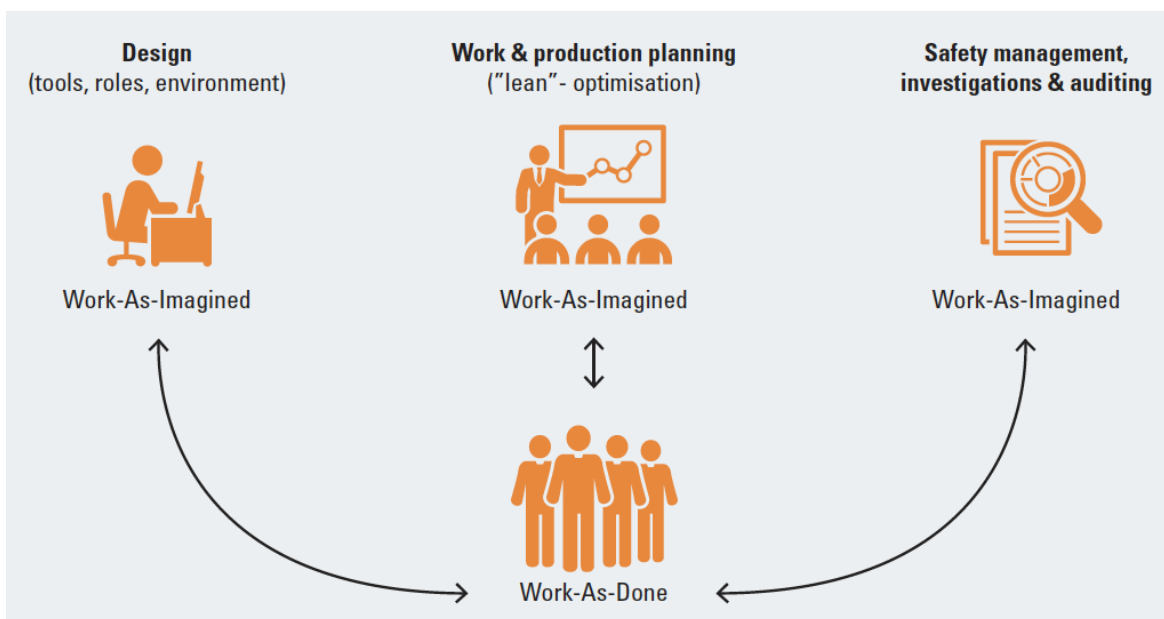 Design
(tools, roles, environment)
Work & production planning
("lean"- optimisation)
Safety management,
investigations & auditing
Work-As-Imagined
Work-As-Imagined
Work-As-Imagined
Work-As-Done